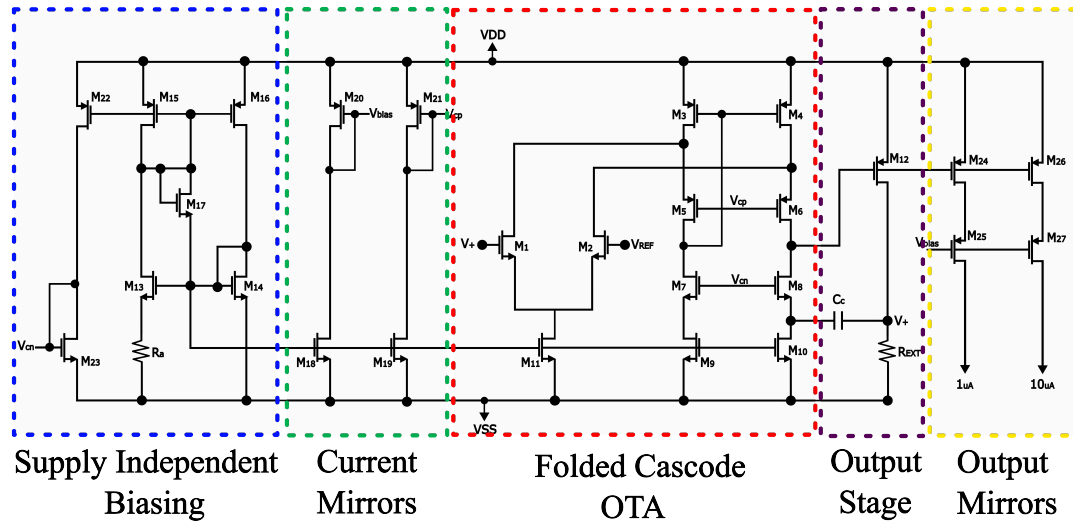 VDD
M22
M15
M16
M20
Vbias
M21
Vcp
M3
M4
M12
M24
M26
M17
M5
Vcp
M6
V+
M1
M2
VREF
Vbias
M25
M27
M13
M14
M7
Vcn
M8
Cc
V+
Vcn
M23
Ra
M18
M19
M11
M9
M10
REXT
1uA
10uA
VSS
Supply Independent
Biasing
Current
Mirrors
Folded Cascode
OTA
Output
Stage
Output
Mirrors